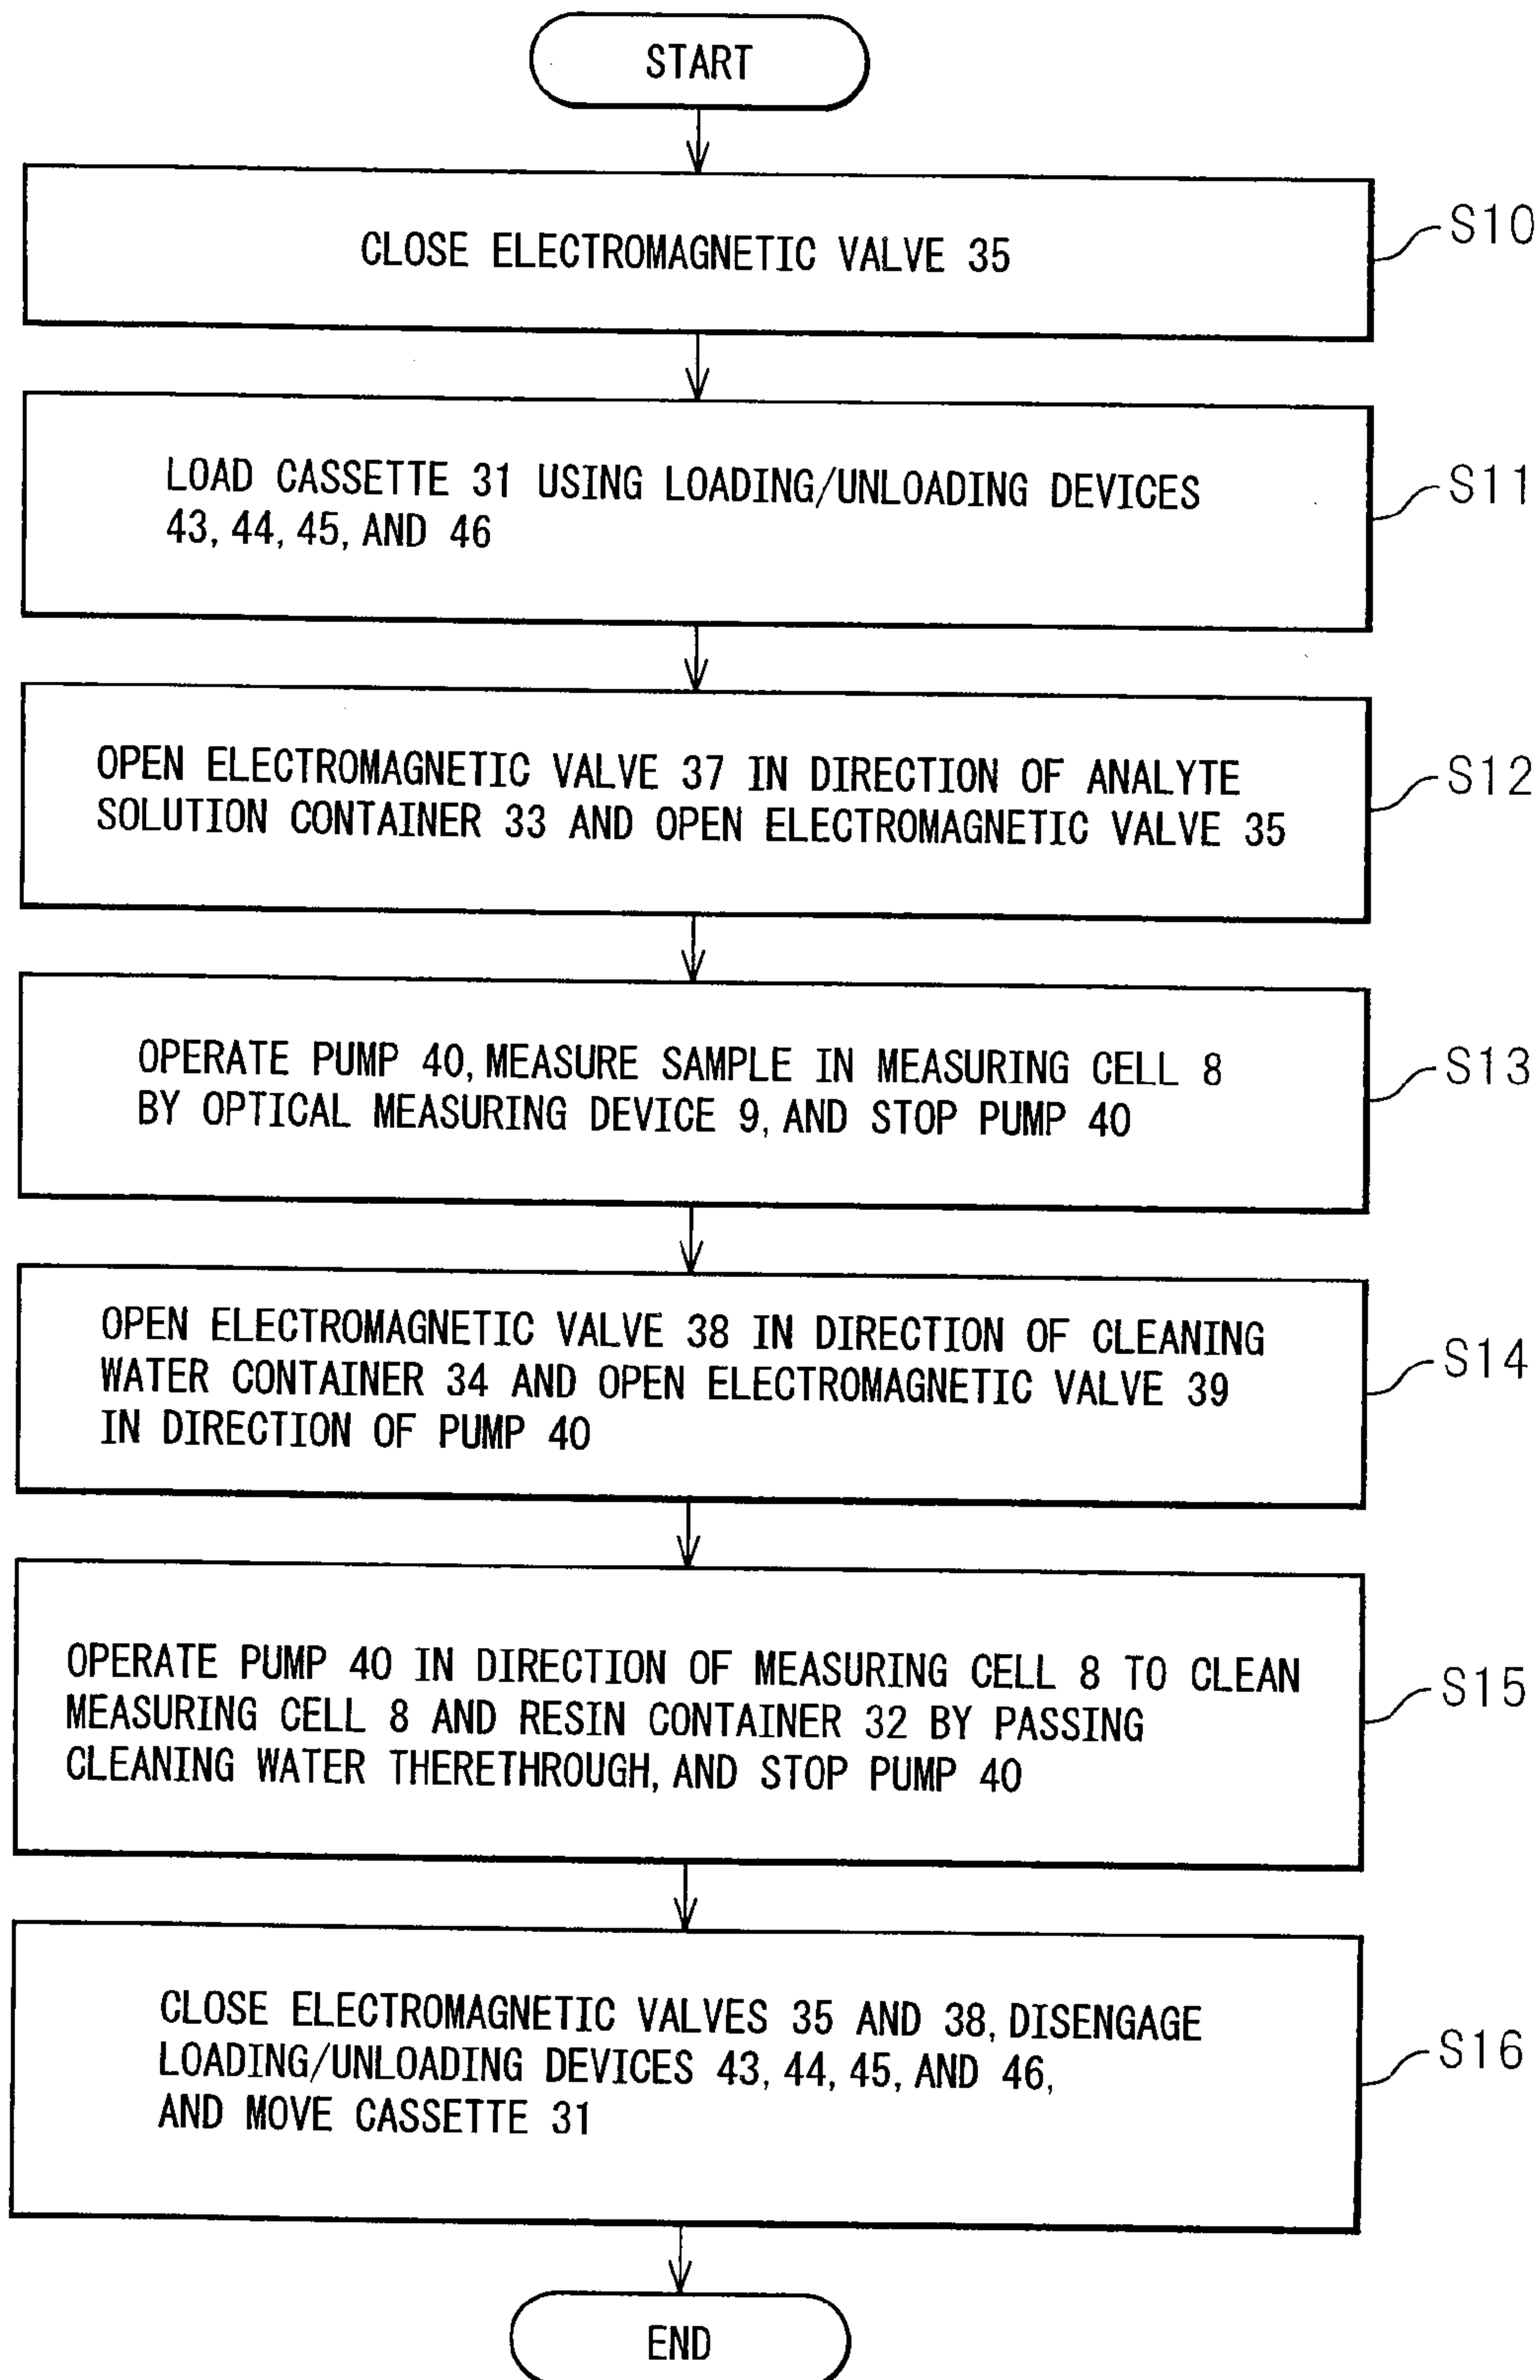 START
CLOSE ELECTROMAGNETIC VALVE 35
S10
LOAD CASSETTE 31 USING LOADING/UNLOADING DEVICES
43, 44, 45, AND 46
S11
OPEN ELECTROMAGNETIC VALVE 37 IN DIRECTION OF ANALYTE
SOLUTION CONTAINER 33 AND OPEN ELECTROMAGNETIC VALVE 35
S12
OPERATE PUMP 40, MEASURE SAMPLE IN MEASURING CELL 8
BY OPTICAL MEASURING DEVICE 9, AND STOP PUMP 40
S13
OPEN ELECTROMAGNETIC VALVE 38 IN DIRECTION OF CLEANING
WATER CONTAINER 34 AND OPEN ELECTROMAGNETIC VALVE 39
IN DIRECTION OF PUMP 40
S14
OPERATE PUMP 40 IN DIRECTION OF MEASURING CELL 8 TO CLEAN
MEASURING CELL 8 AND RESIN CONTAINER 32 BY PASSING
CLEANING WATER THERETHROUGH, AND STOP PUMP 40
S15
CLOSE ELECTROMAGNETIC VALVES 35 AND 38, DISENGAGE
LOADING/UNLOADING DEVICES 43, 44, 45, AND 46,
AND MOVE CASSETTE 31
S16
END